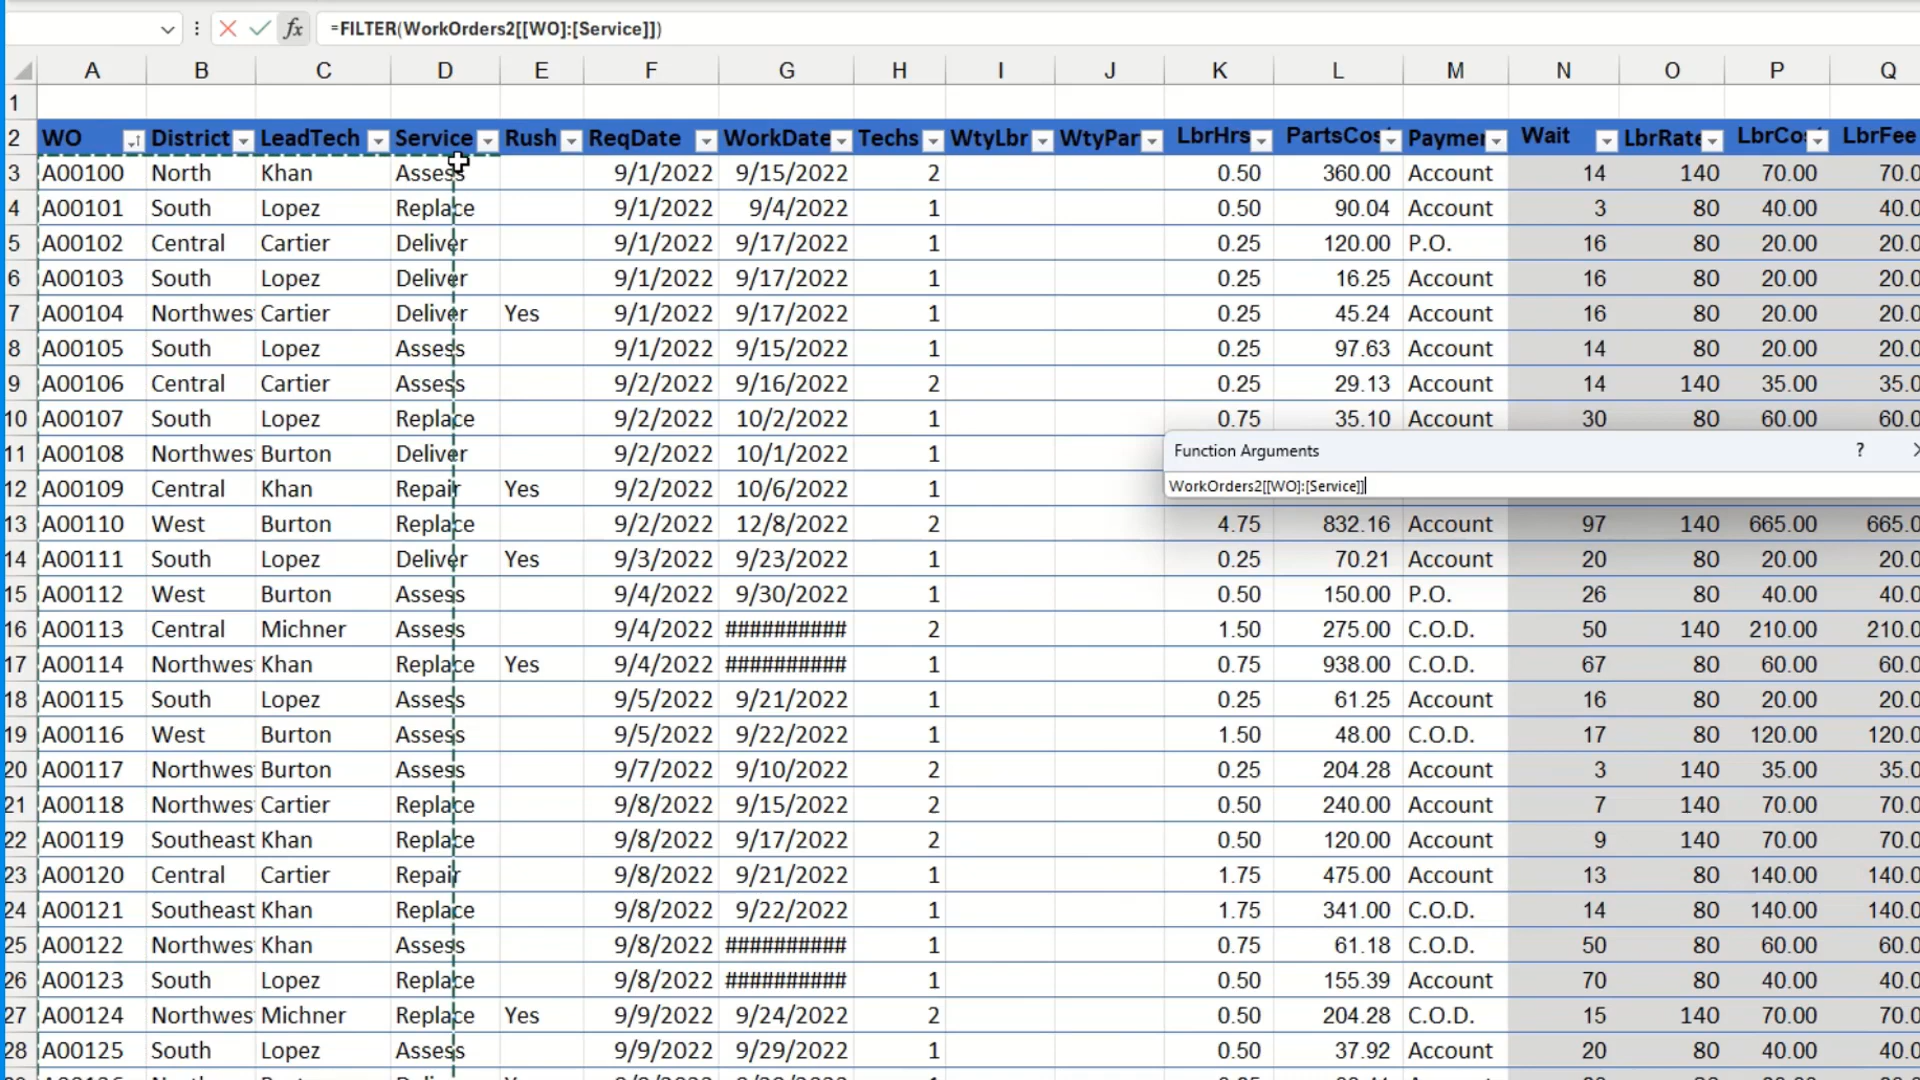 =FILTER(WorkOrders2[[WO]:[Service]])
A B C D E F G H I J K L M N O P Q
1
2 WO District LeadTech Service Rush ReqDate WorkDate Techs WtyLbr WtyPar LbrHrs PartsCos Paymen Wait LbrRate LbrCos LbrFee
3 A00100 North Khan Assess 9/1/2022 9/15/2022 2 0.50 360.00 Account 14 140 70.00 70.0
4 A00101 South Lopez Replace 9/1/2022 9/4/2022 1 0.50 90.04 Account 3 80 40.00 40.0
5 A00102 Central Cartier Deliver 9/1/2022 9/17/2022 1 0.25 120.00 P.O. 16 80 20.00 20.0
6 A00103 South Lopez Deliver 9/1/2022 9/17/2022 1 0.25 16.25 Account 16 80 20.00 20.0
7 A00104 Northwes Cartier Deliver Yes 9/1/2022 9/17/2022 1 0.25 45.24 Account 16 80 20.00 20.0
8 A00105 South Lopez Assess 9/1/2022 9/15/2022 1 0.25 97.63 Account 14 80 20.00 20.0
9 A00106 Central Cartier Assess 9/2/2022 9/16/2022 2 0.25 29.13 Account 14 140 35.00 35.0
10 A00107 South Lopez Replace 9/2/2022 10/2/2022 1 0.75 35.10 Account 30 80 60.00 60.0
11 A00108 Northwes Burton Deliver 9/2/2022 10/1/2022 1
Function Arguments ?
12 A00109 Central Khan Repair Yes 9/2/2022 10/6/2022 1
WorkOrders2[[WO]:[Service]]
13 A00110 West Burton Replace 9/2/2022 12/8/2022 2 4.75 832.16 Account 97 140 665.00 665.0
14 A00111 South Lopez Deliver Yes 9/3/2022 9/23/2022 1 0.25 70.21 Account 20 80 20.00 20.0
15 A00112 West Burton Assess 9/4/2022 9/30/2022 1 0.50 150.00 P.O. 26 80 40.00 40.0
16 A00113 Central Michner Assess 9/4/2022 ########## 2 1.50 275.00 C.O.D. 50 140 210.00 210.0
17 A00114 Northwes Khan Replace Yes 9/4/2022 ########## 1 0.75 938.00 C.O.D. 67 80 60.00 60.0
18 A00115 South Lopez Assess 9/5/2022 9/21/2022 1 0.25 61.25 Account 16 80 20.00 20.0
19 A00116 West Burton Assess 9/5/2022 9/22/2022 1 1.50 48.00 C.O.D. 17 80 120.00 120.0
20 A00117 Northwes Burton Assess 9/7/2022 9/10/2022 2 0.25 204.28 Account 3 140 35.00 35.0
21 A00118 Northwes Cartier Replace 9/8/2022 9/15/2022 2 0.50 240.00 Account 7 140 70.00 70.0
22 A00119 Southeast Khan Replace 9/8/2022 9/17/2022 2 0.50 120.00 Account 9 140 70.00 70.0
23 A00120 Central Cartier Repair 9/8/2022 9/21/2022 1 1.75 475.00 Account 13 80 140.00 140.0
24 A00121 Southeast Khan Replace 9/8/2022 9/22/2022 1 1.75 341.00 C.O.D. 14 80 140.00 140.0
25 A00122 Northwes Khan Assess 9/8/2022 ########## 1 0.75 61.18 C.O.D. 50 80 60.00 60.0
26 A00123 South Lopez Replace 9/8/2022 ########## 1 0.50 155.39 Account 70 80 40.00 40.0
27 A00124 Northwes Michner Replace Yes 9/9/2022 9/24/2022 2 0.50 204.28 C.O.D. 15 140 70.00 70.0
28 A00125 South Lopez Assess 9/9/2022 9/29/2022 1 0.50 37.92 Account 20 80 40.00 40.0